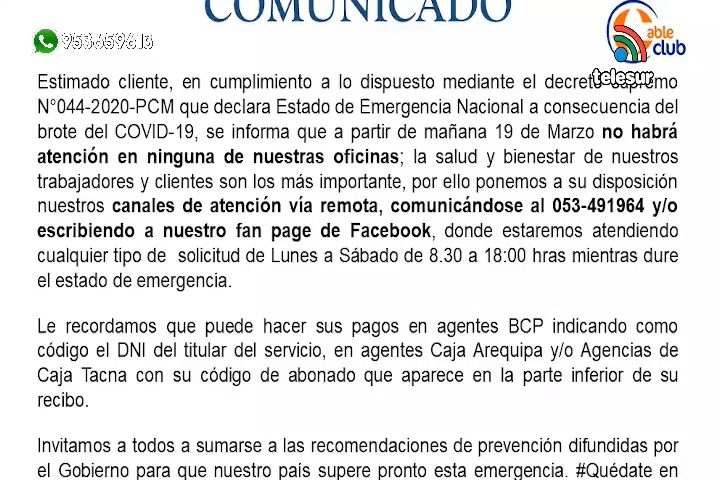 COMUNICADO
953659613
able
club
telesur
Estimado cliente, en cumplimiento a lo dispuesto mediante el decreto supremo
N°044-2020-PCM que declara Estado de Emergencia Nacional a consecuencia del
brote del COVID-19, se informa que a partir de mañana 19 de Marzo no habrá
atención en ninguna de nuestras oficinas; la salud y bienestar de nuestros
trabajadores y clientes son los más importante, por ello ponemos a su disposición
nuestros canales de atención vía remota, comunicándose al 053-491964 y/o
escribiendo a nuestro fan page de Facebook, donde estaremos atendiendo
cualquier tipo de solicitud de Lunes a Sábado de 8.30 a 18:00 hras mientras dure
el estado de emergencia.
Le recordamos que puede hacer sus pagos en agentes BCP indicando como
código el DNI del titular del servicio, en agentes Caja Arequipa y/o Agencias de
Caja Tacna con su código de abonado que aparece en la parte inferior de su
recibo.
Invitamos a todos a sumarse a las recomendaciones de prevención difundidas por
el Gobierno para que nuestro país supere pronto esta emergencia. #Quédate en